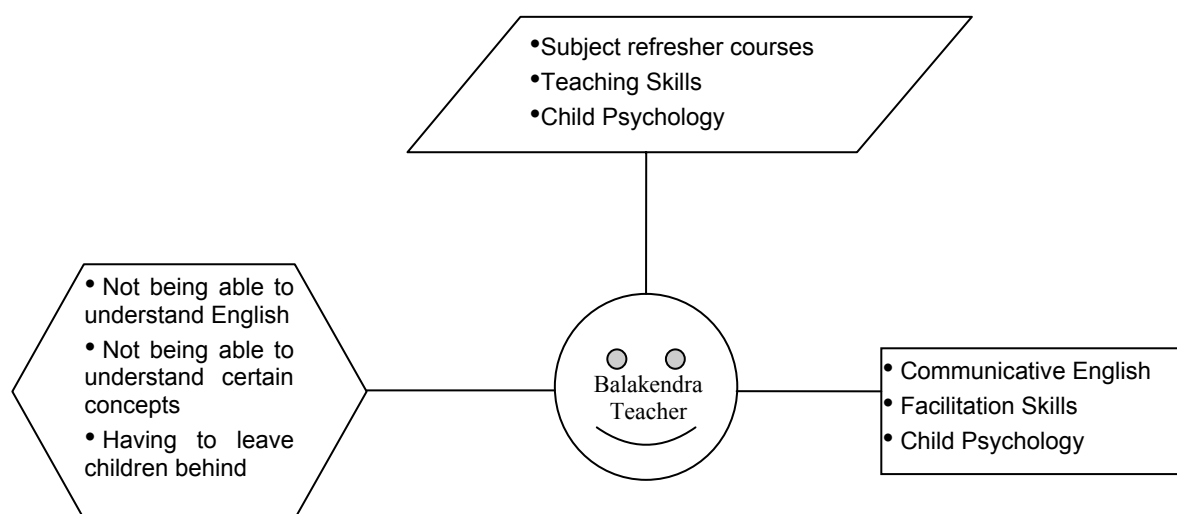 •Subject refresher courses
•Teaching Skills
•Child Psychology
• Not being able to
understand English
• Not being able to
understand certain
concepts
• Having to leave
children behind
Balakendra
Teacher
• Communicative English
• Facilitation Skills
• Child Psychology